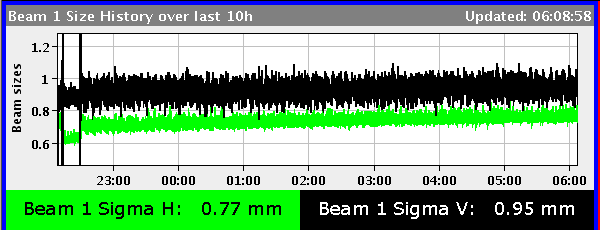 Beam 1 Size History over last 10h Updated: 06:08:58
Beam sizes
1.2
1
0.8
0.6
23:00 00:00 01:00 02:00 03:00 04:00 05:00 06:00
Beam 1 Sigma H: 0.77 mm Beam 1 Sigma V: 0.95 mm